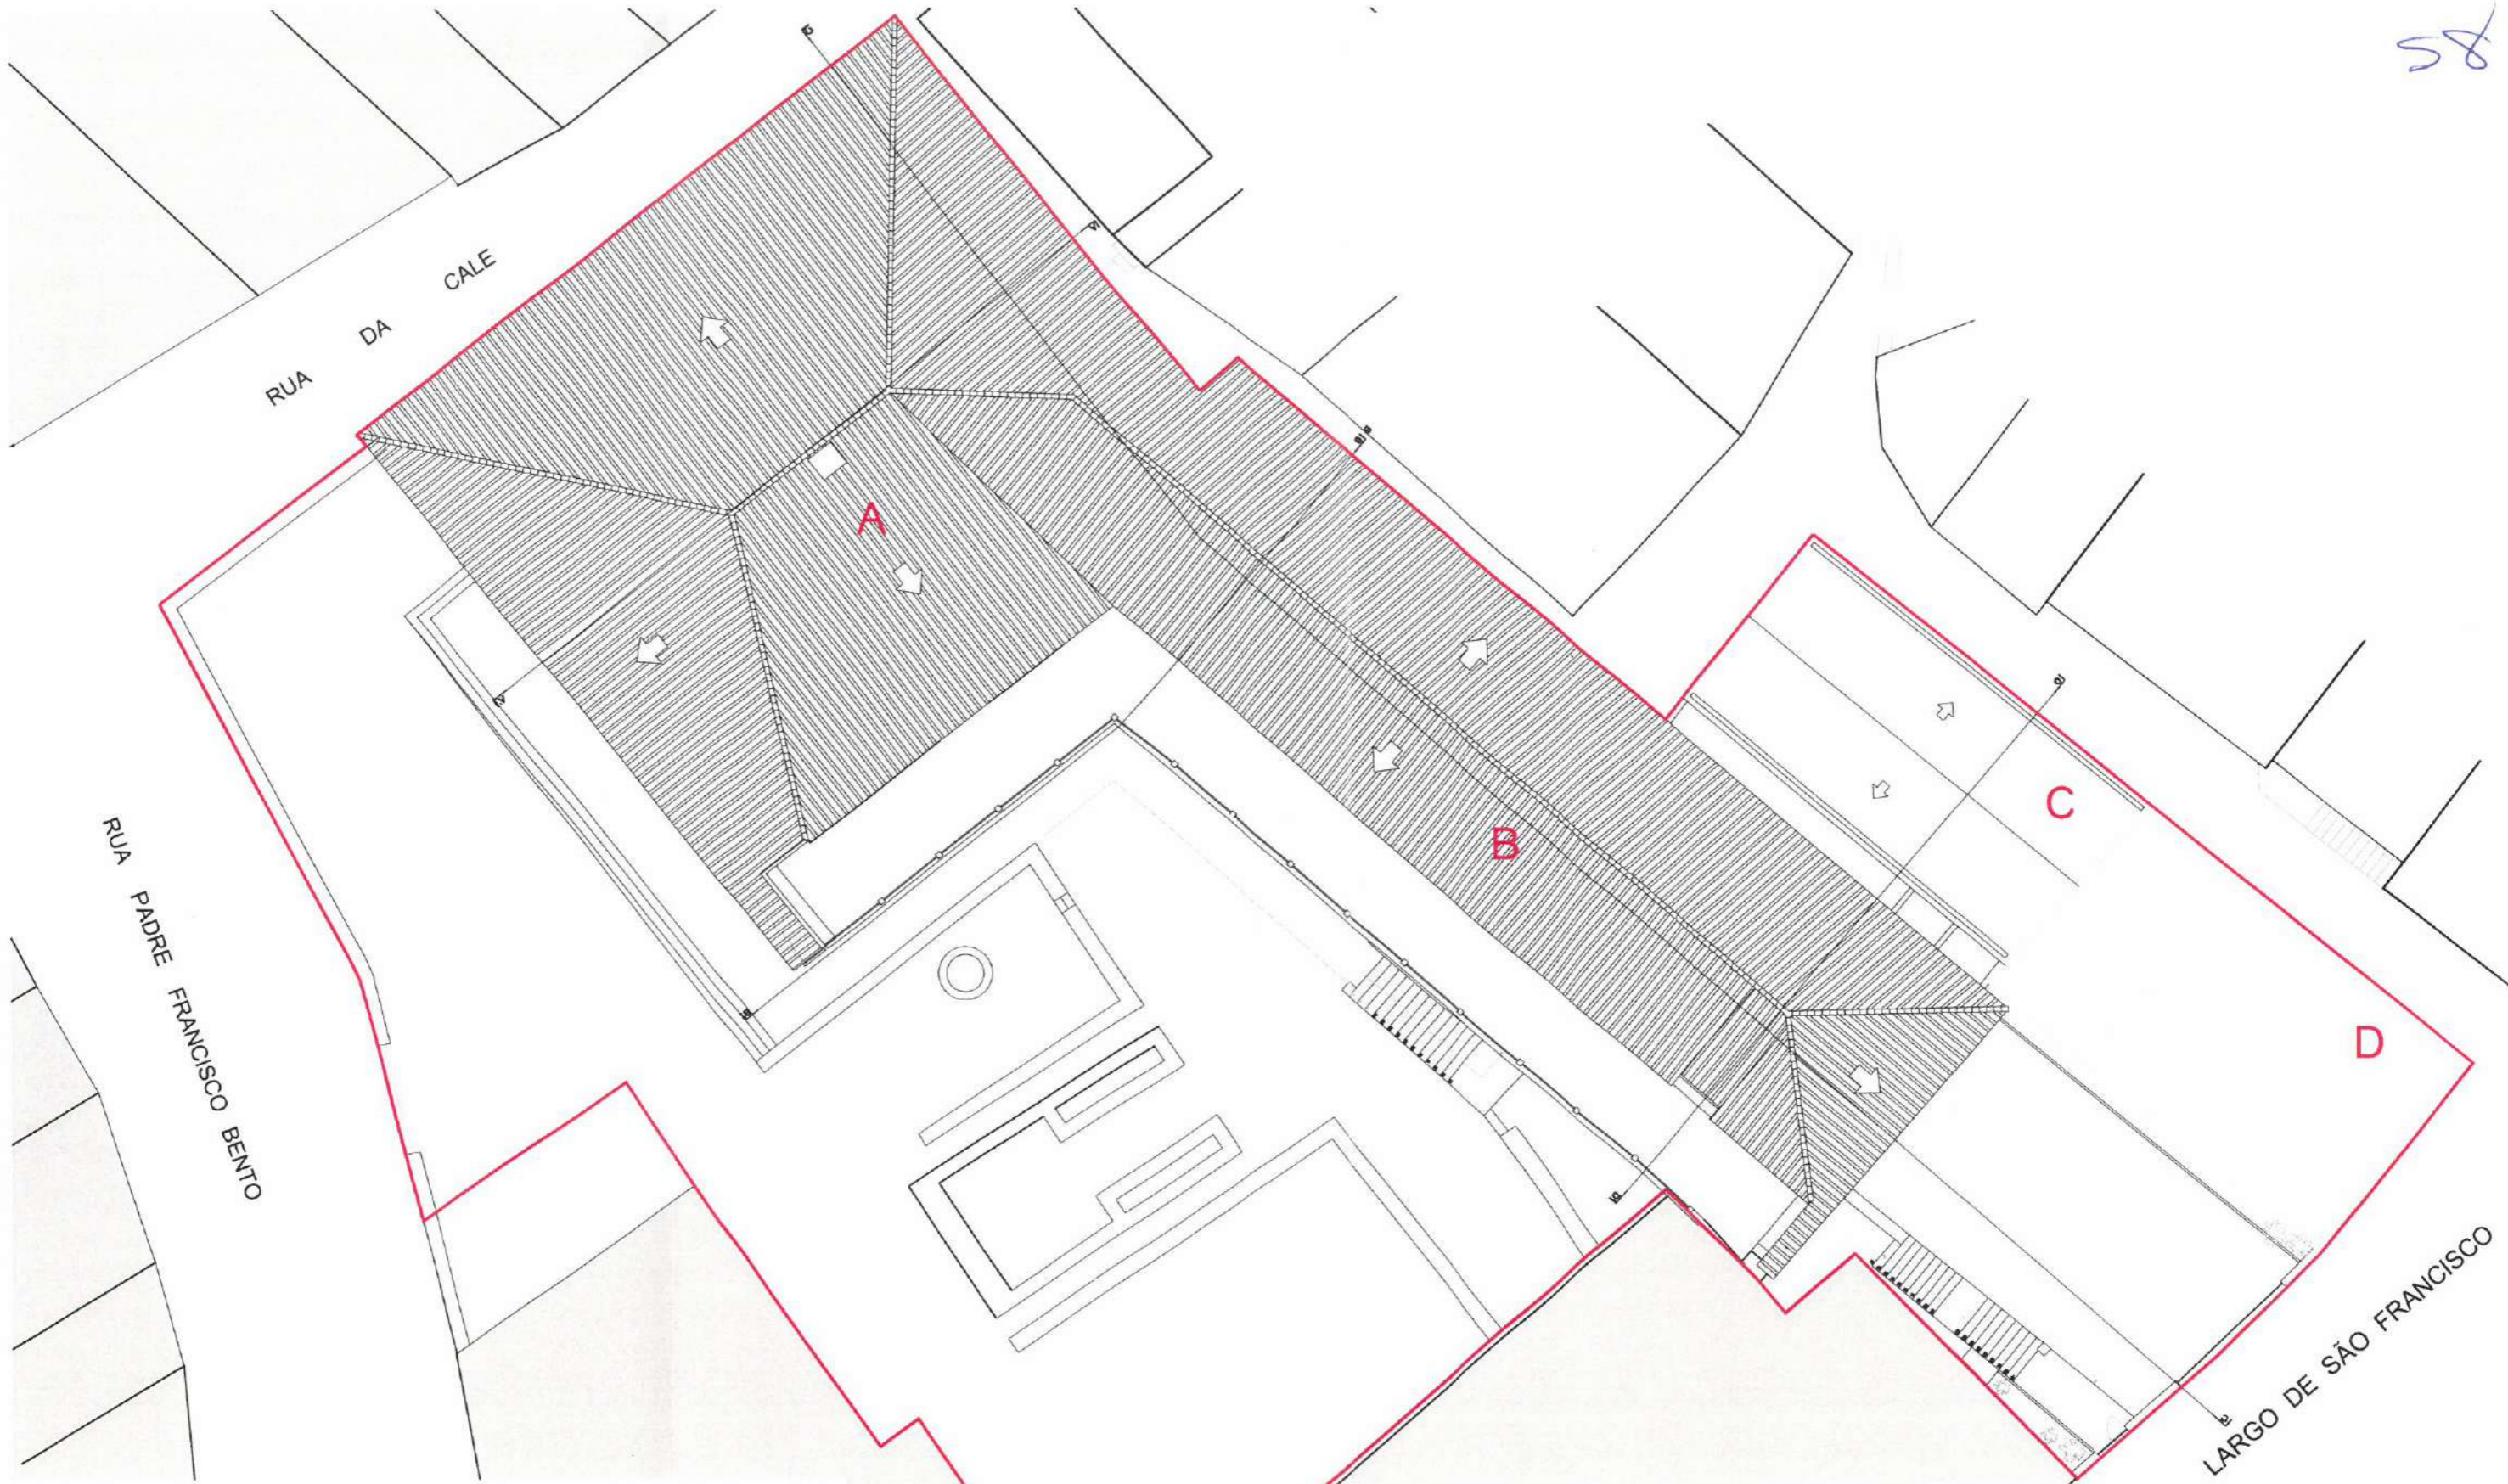 58
RUA DA CALE
A
B
C
D
RUA PADRE FRANCISCO BENTO
LARGO DE SÃO FRANCISCO